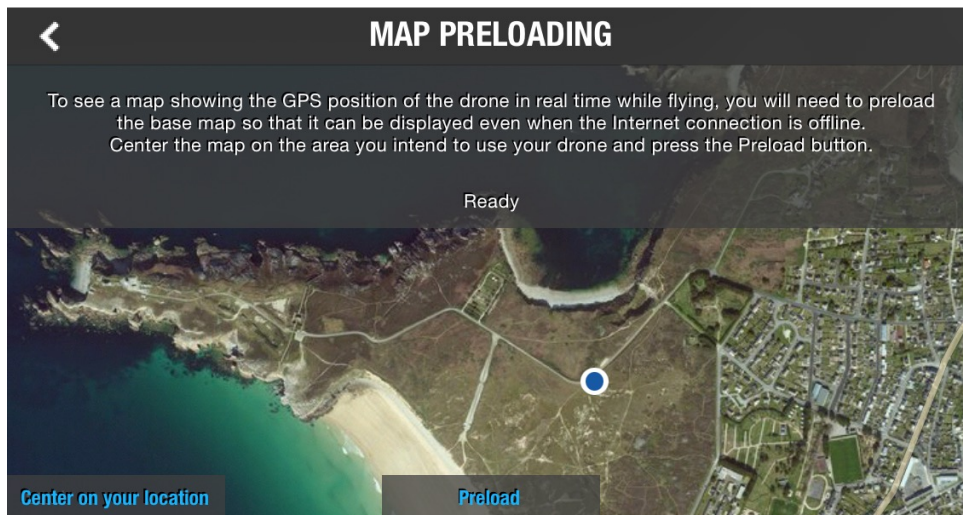 MAP PRELOADING
To see a map showing the GPS position of the drone in real time while flying, you will need to preload
the base map so that it can be displayed even when the Internet connection is offline.
Center the map on the area you intend to use your drone and press the Preload button.
Ready
Center on your location
Preload